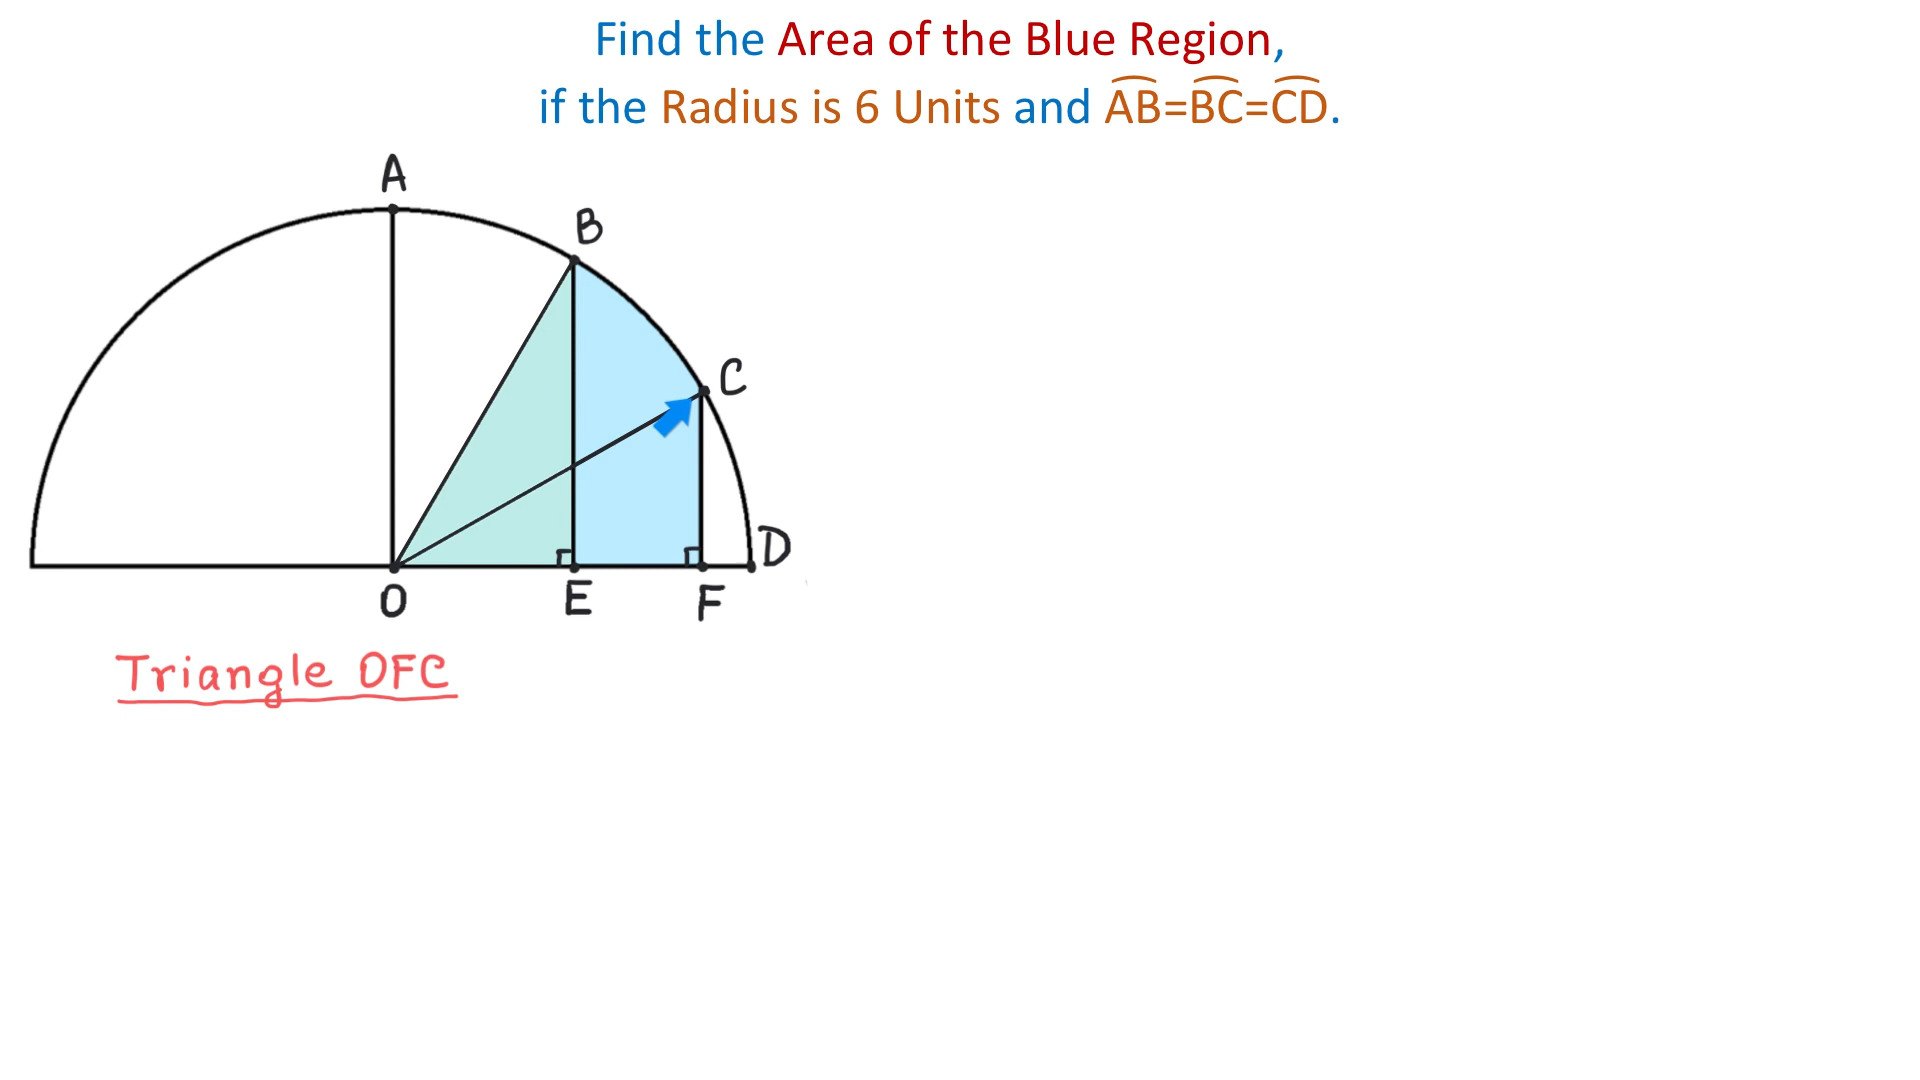 Find the Area of the Blue Region,
if the Radius is 6 Units and AB=BC=CD.
A
B
C
D
O
E
F
Triangle OFC